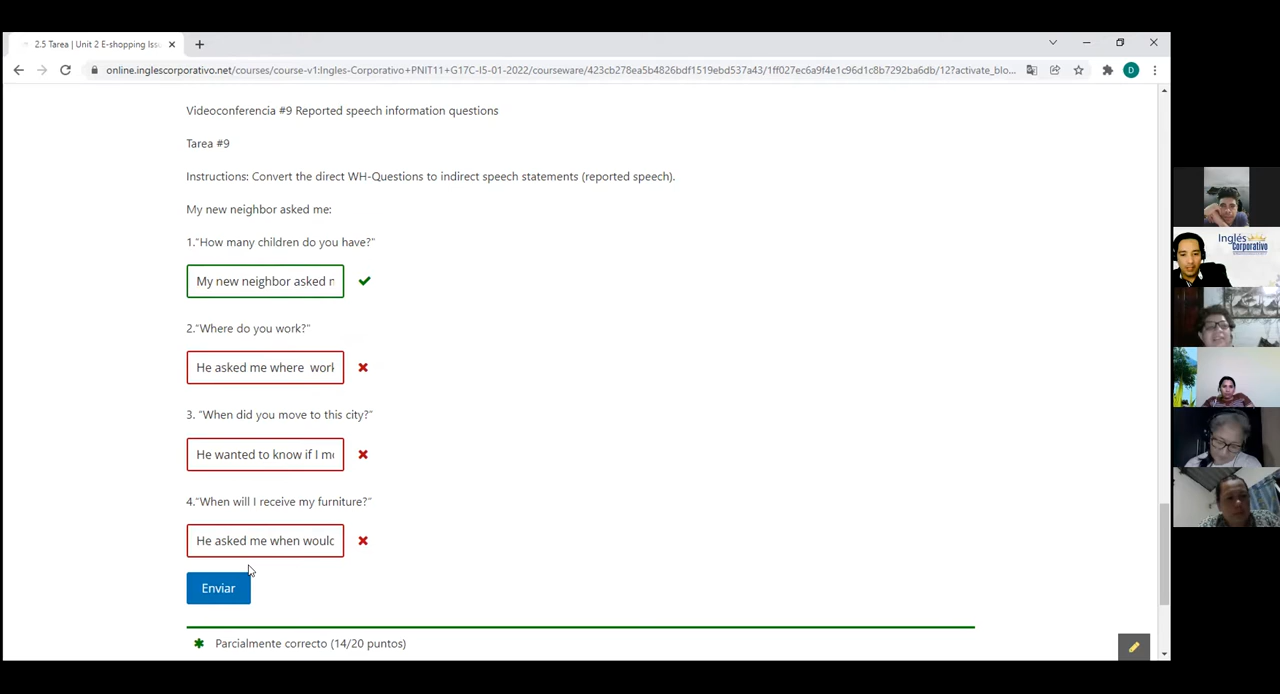 2.5 Tarea | Unit 2 E-shopping Iss
online.inglescorporativo.net/courses/course-v1:Ingles-Corporativo+PNIT11+G17C-I5-01-2022/courseware/423cb278ea5b4826bdf1519ebd537a43/1ff027ec6a9f4e1c96d1c8b7292ba6db/12?activate_blo...
D
Videoconferencia #9 Reported speech information questions
Tarea #9
Instructions: Convert the direct WH-Questions to indirect speech statements (reported speech).
My new neighbor asked me:
1."How many children do you have?"
My new neighbor asked
2."Where do you work?"
He asked me where work
3. "When did you move to this city?"
He wanted to know if I
4."When will I receive my furniture?"
He asked me when
Enviar
Parcialmente correcto (14/20 puntos)
Inglés
Corporativo